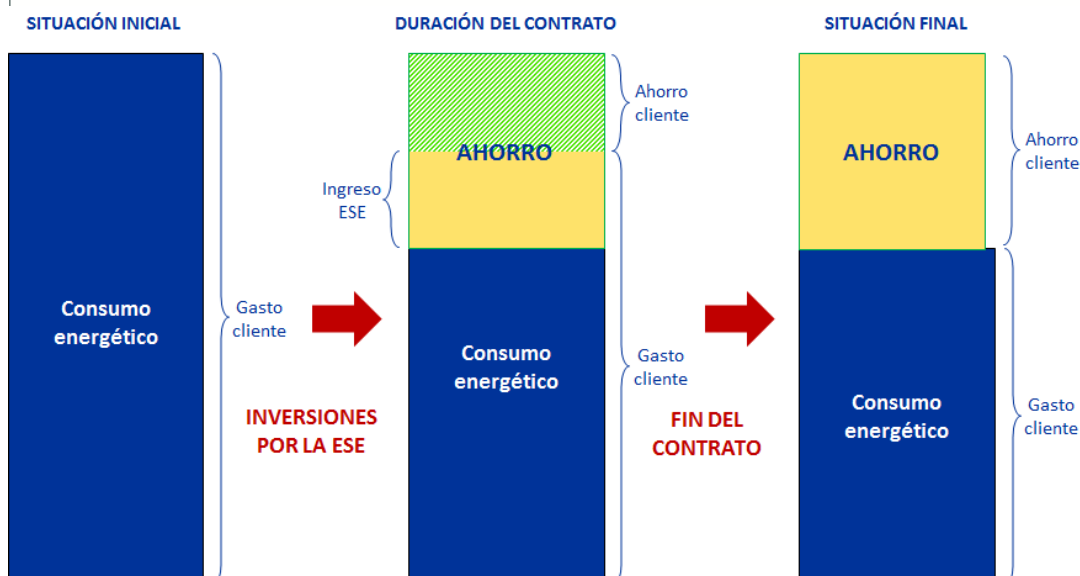 SITUACIÓN INICIAL
DURACIÓN DEL CONTRATO
SITUACIÓN FINAL
Consumo
energético
Gasto
cliente
INVERSIONES
POR LA ESE
Ahorro
cliente
AHORRO
Ingreso
ESE
Consumo
energético
Gasto
cliente
FIN DEL
CONTRATO
AHORRO
Ahorro
cliente
Consumo
energético
Gasto
cliente